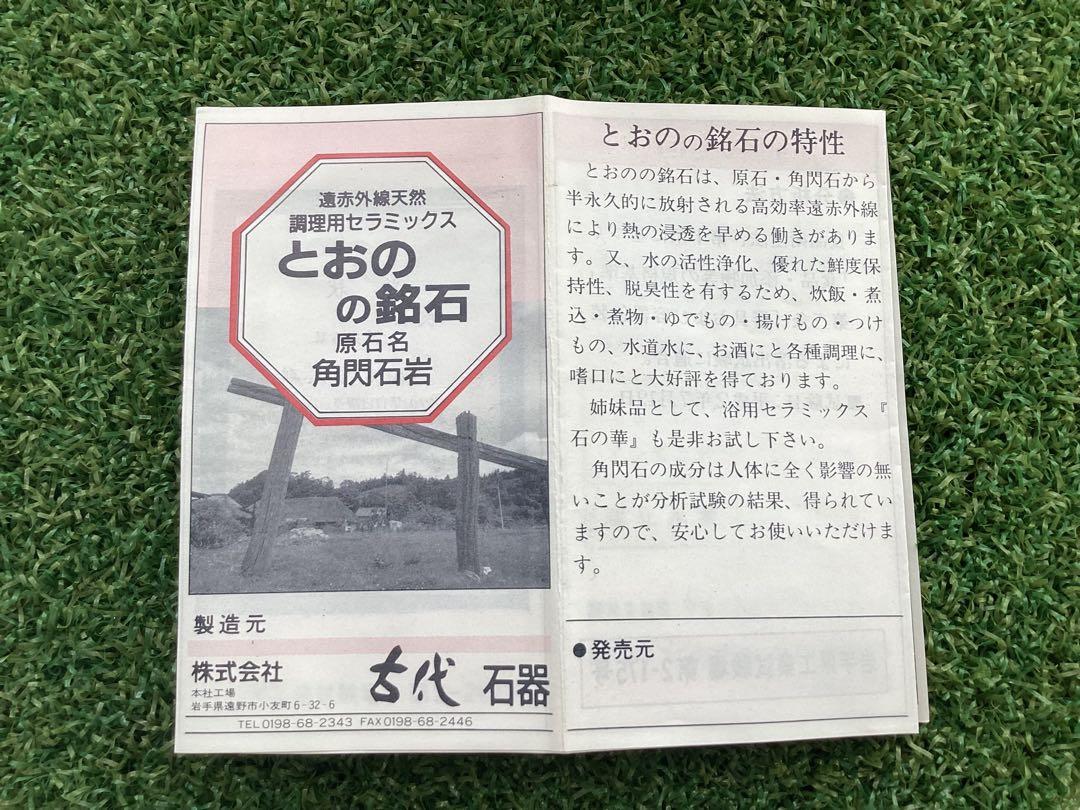 遠赤外線天然
調理用セラミックス
とおの
の銘石
原石名
角閃石岩
製造元
株式会社 古代 石器
本社工場
岩手県遠野市小友町6-32-6
TEL0198-68-2343 FAX0198-68-2446
とおのの銘石の特性
とおのの銘石は、原石・角閃石から
半永久的に放射される高効率遠赤外線
により熱の浸透を早める働きがありま
す。又、水の活性浄化、優れた鮮度保
持性、脱臭性を有するため、炊飯・煮
込・煮物・ゆでもの・揚げもの・つけ
もの、水道水に、お酒にと各種調理に、
嗜口にと大好評を得ております。
姉妹品として、浴用セラミックス『
石の華』も是非お試し下さい。
角閃石の成分は人体に全く影響の無
いことが分析試験の結果、得られてい
ますので、安心してお使いいただけま
す。
●発売元